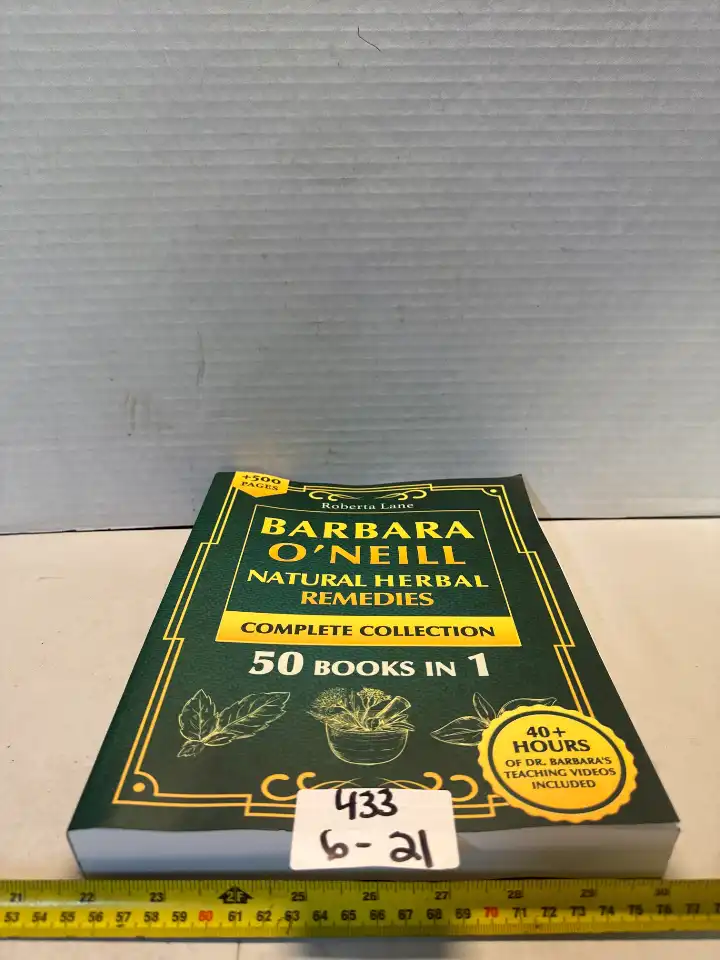 +500
PAGES
Roberta Lane
BARBARA
O'NEILL
NATURAL HERBAL
REMEDIES
COMPLETE COLLECTION
50 BOOKS IN 1
40+
HOURS
OF DR. BARBARA'S
TEACHING VIDEOS
INCLUDED
433
6-21
21 22 23 2F 25 26 27 28 29 30
53 54 55 56 57 58 59 60 61 62 63 64 65 66 67 68 69 70 71 72 73 74 75 76 77